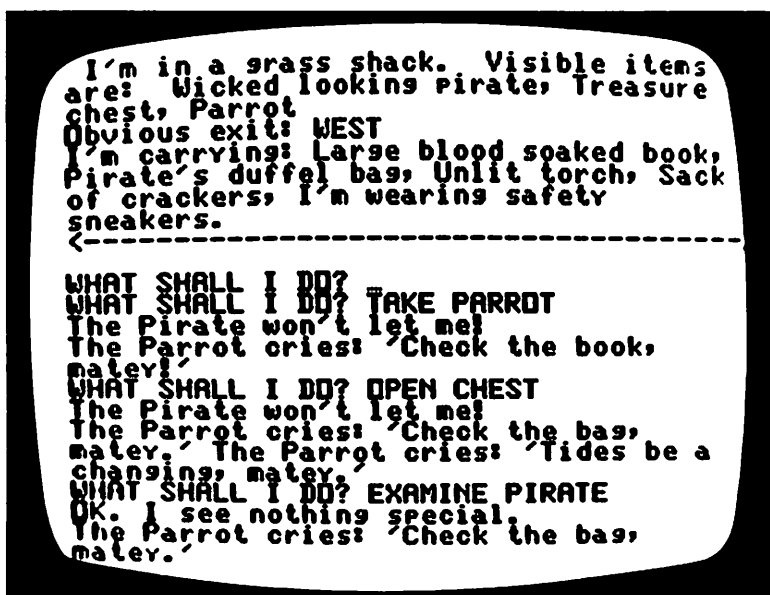 I'm in a grass shack. Visible items
are: Wicked looking pirate, Treasure
chest, Parrot
Obvious exit: WEST
I'm carrying: Large blood soaked book,
Pirate's duffel bag, Unlit torch, Sack
of crackers, I'm wearing safety
sneakers.
<-------------------------------------
WHAT SHALL I DO? _
WHAT SHALL I DO? TAKE PARROT
The Pirate won't let me!
The Parrot cries: 'Check the book,
matey!'
WHAT SHALL I DO? OPEN CHEST
The Pirate won't let me!
The Parrot cries: 'Check the bag,
matey.' The Parrot cries: 'Tides be a
changing, matey.'
WHAT SHALL I DO? EXAMINE PIRATE
OK. I see nothing special.
The Parrot cries: 'Check the bag,
matey.'